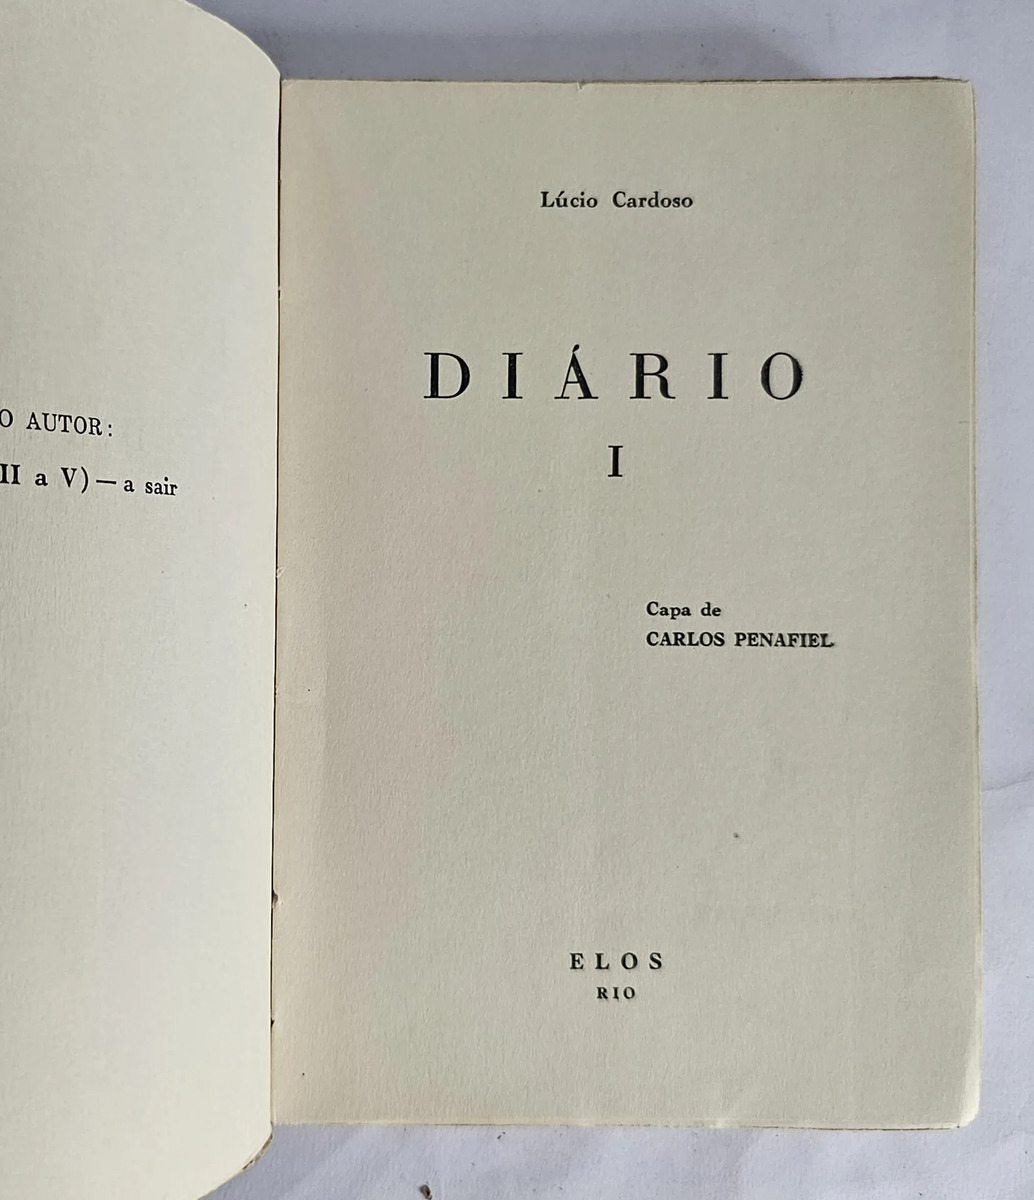 O AUTOR:
II a V) — a sair
Lúcio Cardoso
DIÁRIO
I
Capa de
CARLOS PENAFIEL
ELOS
RIO